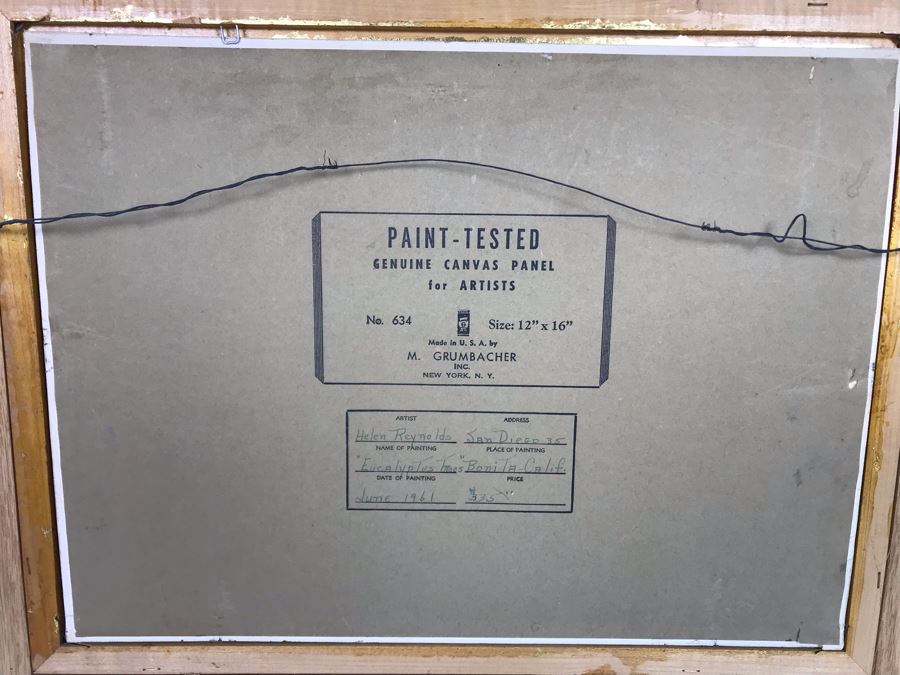 PAINT-TESTED
GENUINE CANVAS PANEL
for ARTISTS
No. 634 Size: 12" x 16"
Made in U. S. A. by
M. GRUMBACHER
INC.
NEW YORK, N. Y.
ARTIST ADDRESS
Helen Reynolds San Diego 35
NAME OF PAINTING PLACE OF PAINTING
"Eucalyptus Trees" Bonita-Calif.
DATE OF PAINTING PRICE
June 1961 $35